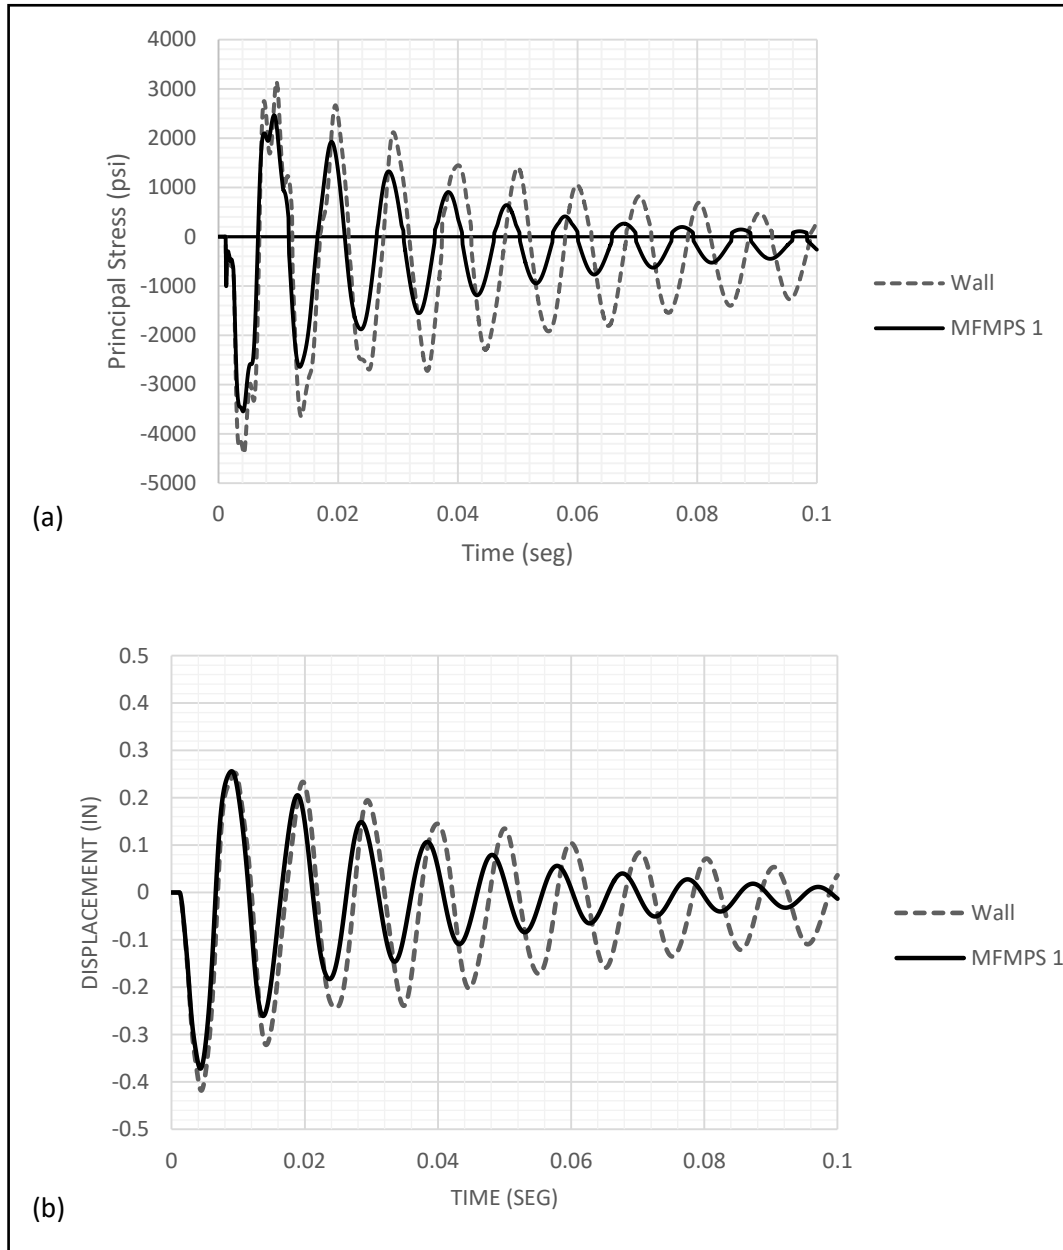 4000
3000
2000
1000
0
-1000
-2000
-3000
-4000
-5000
Principal Stress (psi)
0 0.02 0.04 0.06 0.08 0.1
Time (seg)
Wall
MFMPS 1
(a)
0.5
0.4
0.3
0.2
0.1
0
-0.1
-0.2
-0.3
-0.4
-0.5
DISPLACEMENT (IN)
0 0.02 0.04 0.06 0.08 0.1
TIME (SEG)
Wall
MFMPS 1
(b)